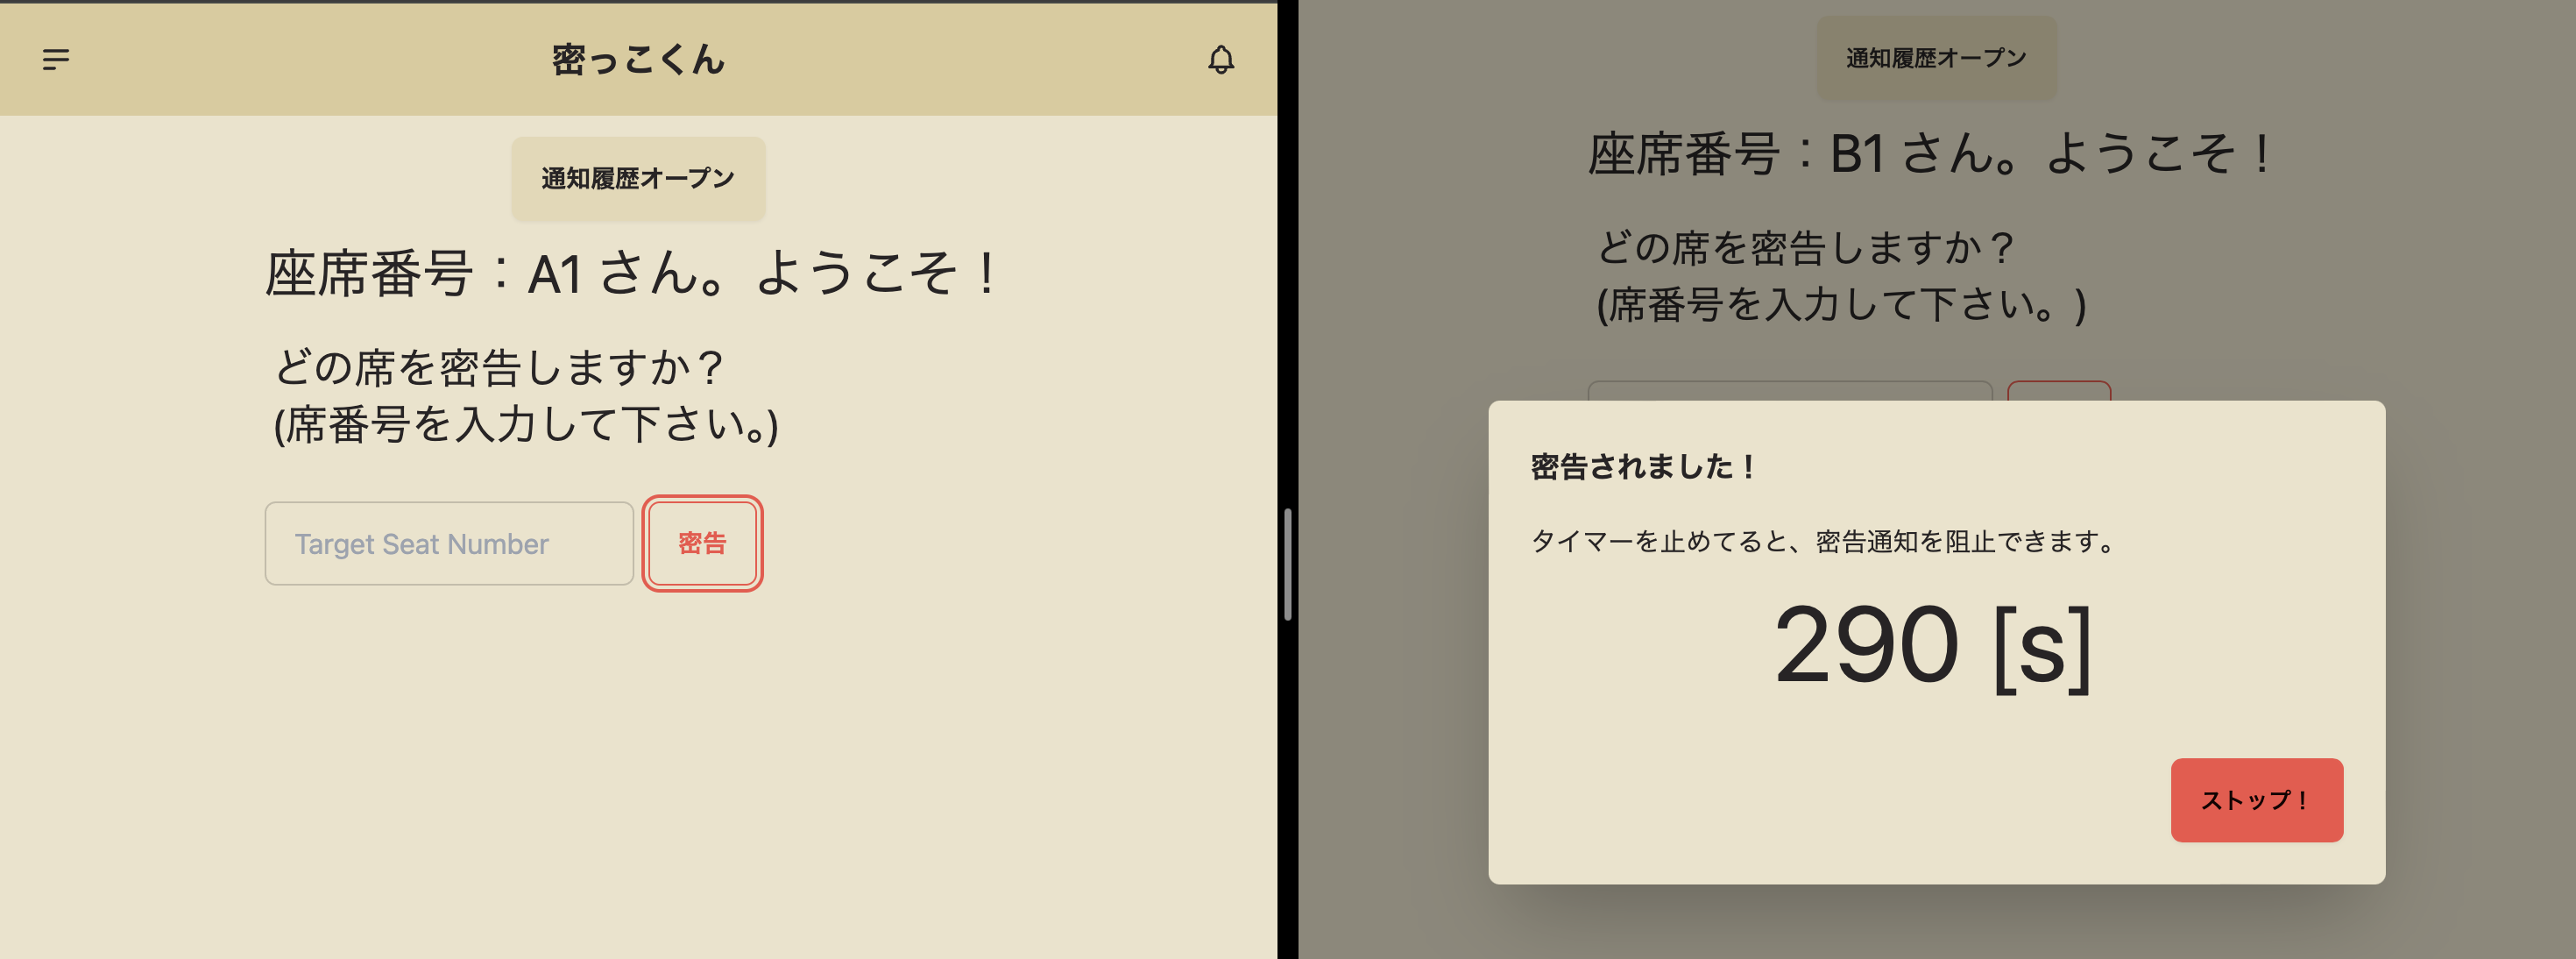 密っこくん
通知履歴オープン
座席番号：A1 さん。ようこそ！
どの席を密告しますか？
(席番号を入力して下さい。)
Target Seat Number
密告
通知履歴オープン
座席番号：B1 さん。ようこそ！
どの席を密告しますか？
(席番号を入力して下さい。)
密告されました！
タイマーを止めてると、密告通知を阻止できます。
290 [s]
ストップ！